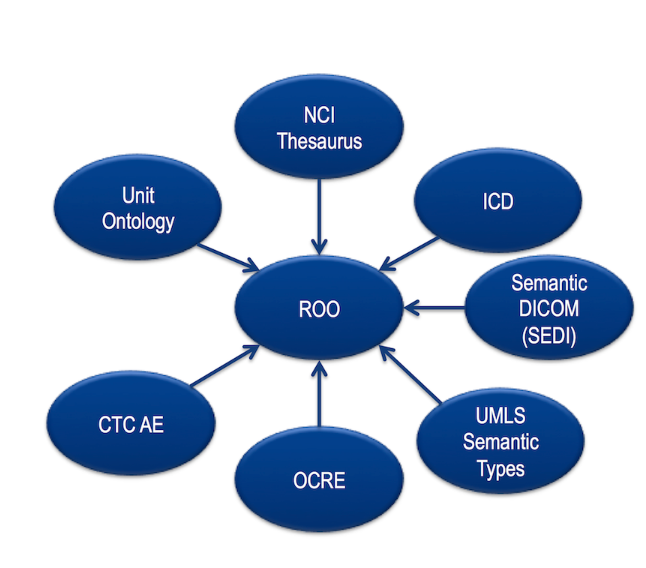 NCI
Thesaurus
Unit
Ontology
ICD
Semantic
DICOM
(SEDI)
ROO
CTC AE
UMLS
Semantic
Types
OCRE